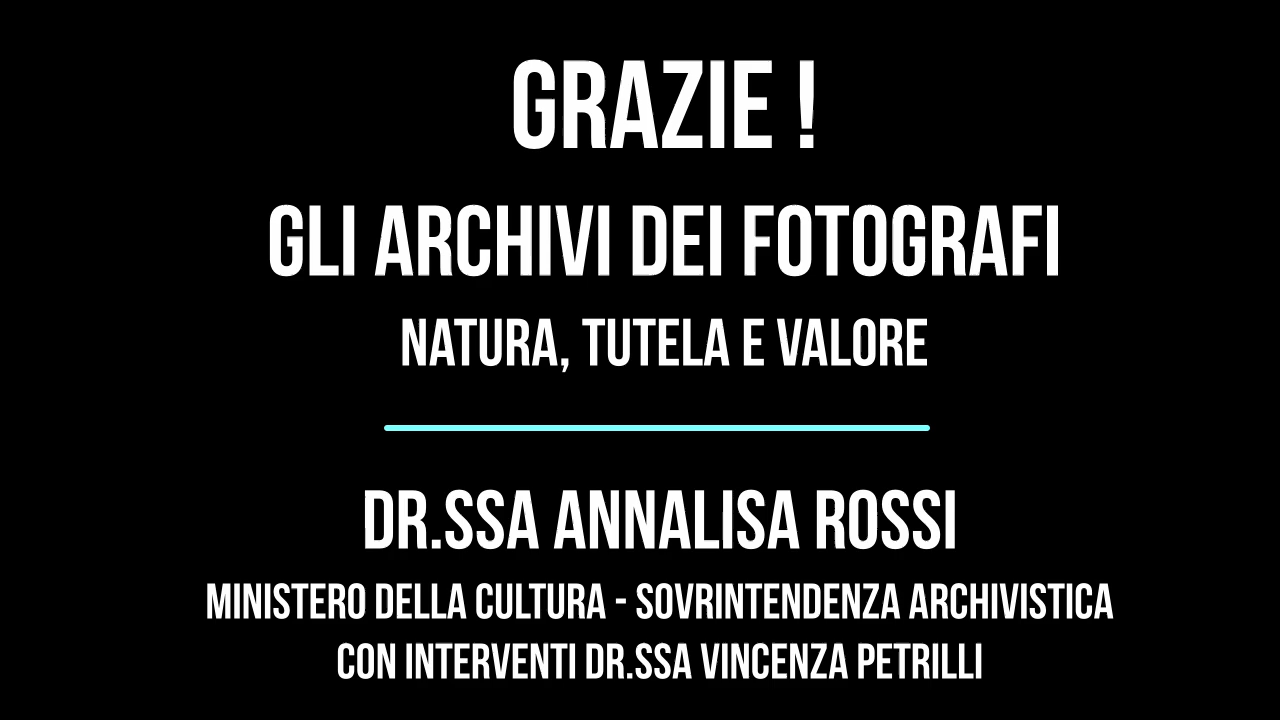 GRAZIE !
GLI ARCHIVI DEI FOTOGRAFI
NATURA, TUTELA E VALORE
DR.SSA ANNALISA ROSSI
MINISTERO DELLA CULTURA - SOVRINTENDENZA ARCHIVISTICA
CON INTERVENTI DR.SSA VINCENZA PETRILLI